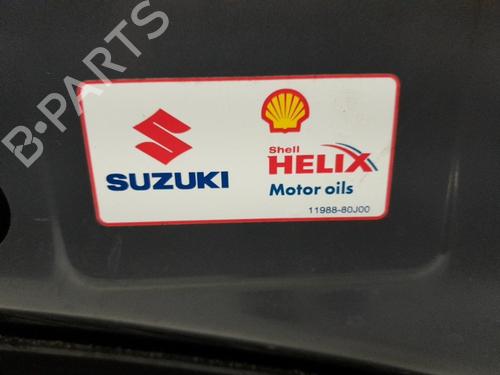 B-PARTS
SUZUKI
Shell
HELIX
Motor oils
11988-80J00